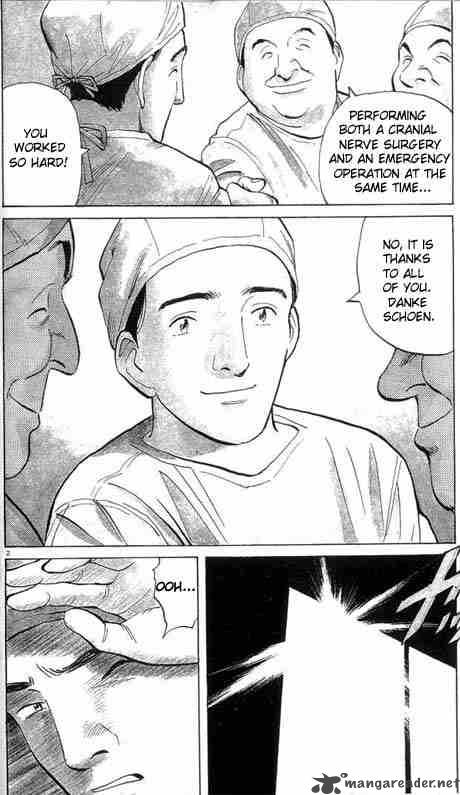 PERFORMING
BOTH A CRANIAL
NERVE SURGERY
AND AN EMERGENCY
OPERATION AT THE
SAME TIME...
YOU
WORKED
SO HARD!
NO, IT IS
THANKS
TO ALL
OF YOU.
DANKE
SCHOEN.
2
OOH...
mangareader.net